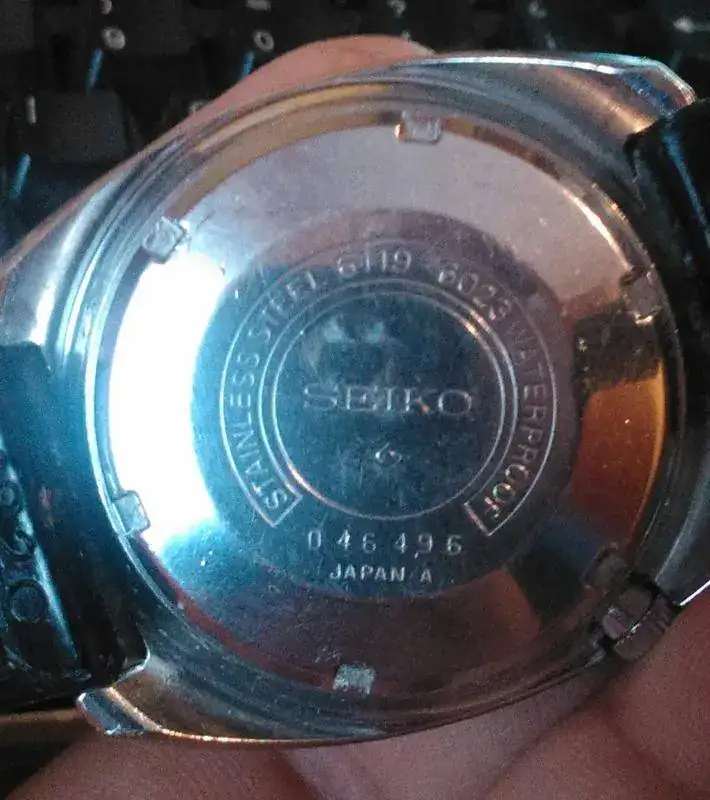 STAINLESS STEEL 6119 - 6023 WATERPROOF
SEIKO
046496
JAPAN A